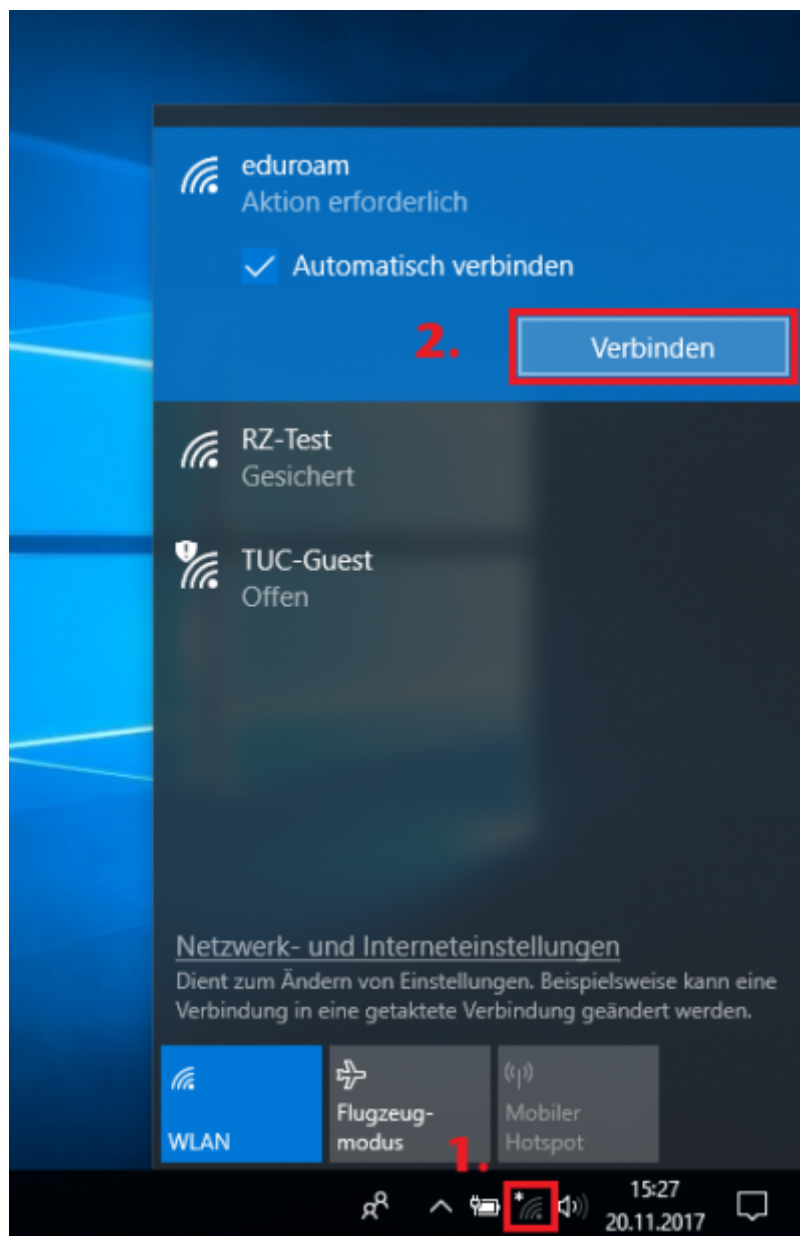 eduroam
Aktion erforderlich
Automatisch verbinden
2.
Verbinden
RZ-Test
Gesichert
TUC-Guest
Offen
Netzwerk- und Interneteinstellungen
Dient zum Ändern von Einstellungen. Beispielsweise kann eine
Verbindung in eine getaktete Verbindung geändert werden.
WLAN
Flugzeug-
modus
Mobiler
Hotspot
1.
15:27
20.11.2017